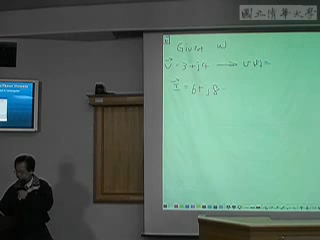 國立清華大學
Given ω
V⃗ = 3+j4 ⟶ v(t)=
I⃗ = 6+j8